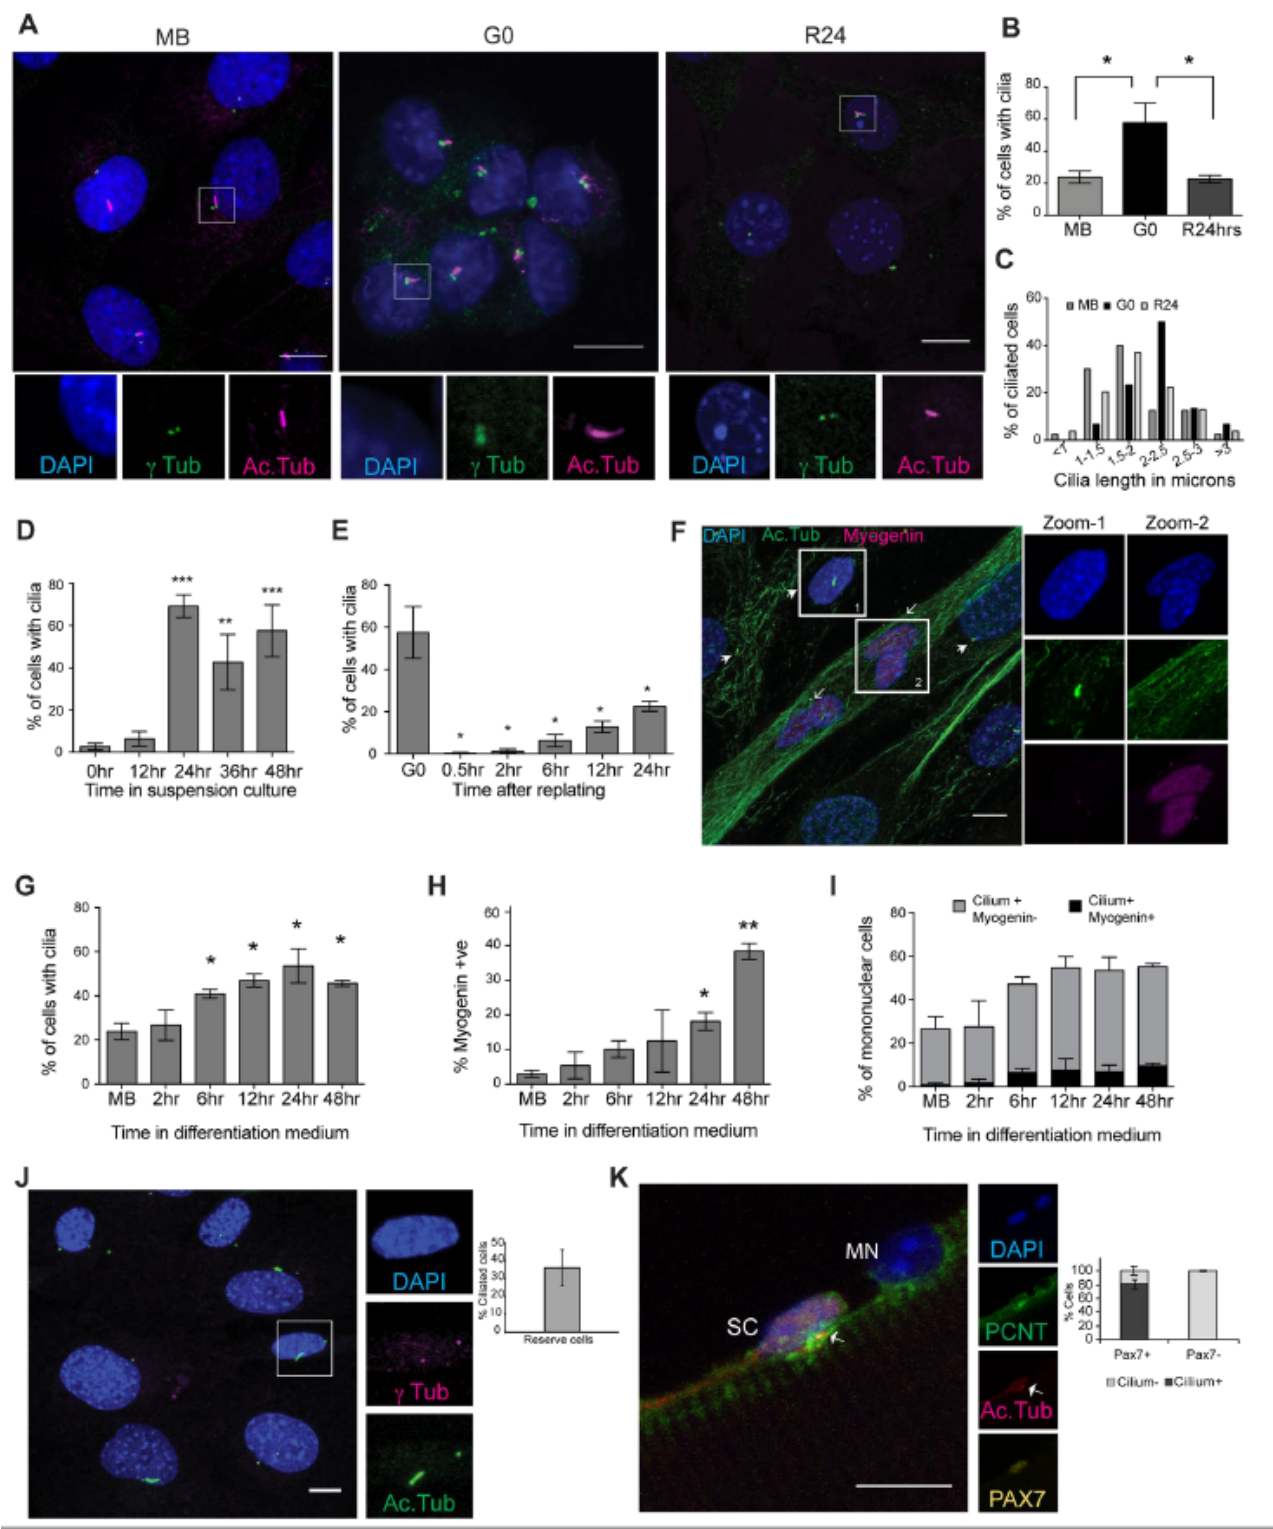 A
MB
G0
R24
DAPI
γ Tub
Ac.Tub
DAPI
γ Tub
Ac.Tub
DAPI
γ Tub
Ac.Tub
B
% of cells with cilia
80
60
40
20
0
*
*
MB
G0
R24hrs
C
% of ciliated cells
60
40
20
0
MB
G0
R24
<1
1-1.5
1.5-2
2-2.5
2.5-3
>3
Cilia length in microns
D
% of cells with cilia
80
60
40
20
0
***
**
***
0hr
12hr
24hr
36hr
48hr
Time in suspension culture
E
% of cells with cilia
80
60
40
20
0
*
*
*
*
*
G0
0.5hr
2hr
6hr
12hr
24hr
Time after replating
F
DAPI
Ac.Tub
Myogenin
1
2
Zoom-1
Zoom-2
G
% of cells with cilia
80
60
40
20
0
*
*
*
*
MB
2hr
6hr
12hr
24hr
48hr
Time in differentiation medium
H
% Myogenin +ve
60
40
30
20
10
0
*
**
MB
2hr
6hr
12hr
24hr
48hr
Time in differentiation medium
I
% of mononuclear cells
80
60
40
20
0
Cilium +
Myogenin-
Cilium+
Myogenin+
MB
2hr
6hr
12hr
24hr
48hr
Time in differentiation medium
J
DAPI
γ Tub
Ac.Tub
% Ciliated cells
50
40
30
20
10
0
Reserve cells
K
MN
SC
DAPI
PCNT
Ac.Tub
PAX7
% Cells
100
80
60
40
20
0
Pax7+
Pax7-
Cilium-
Cilium+